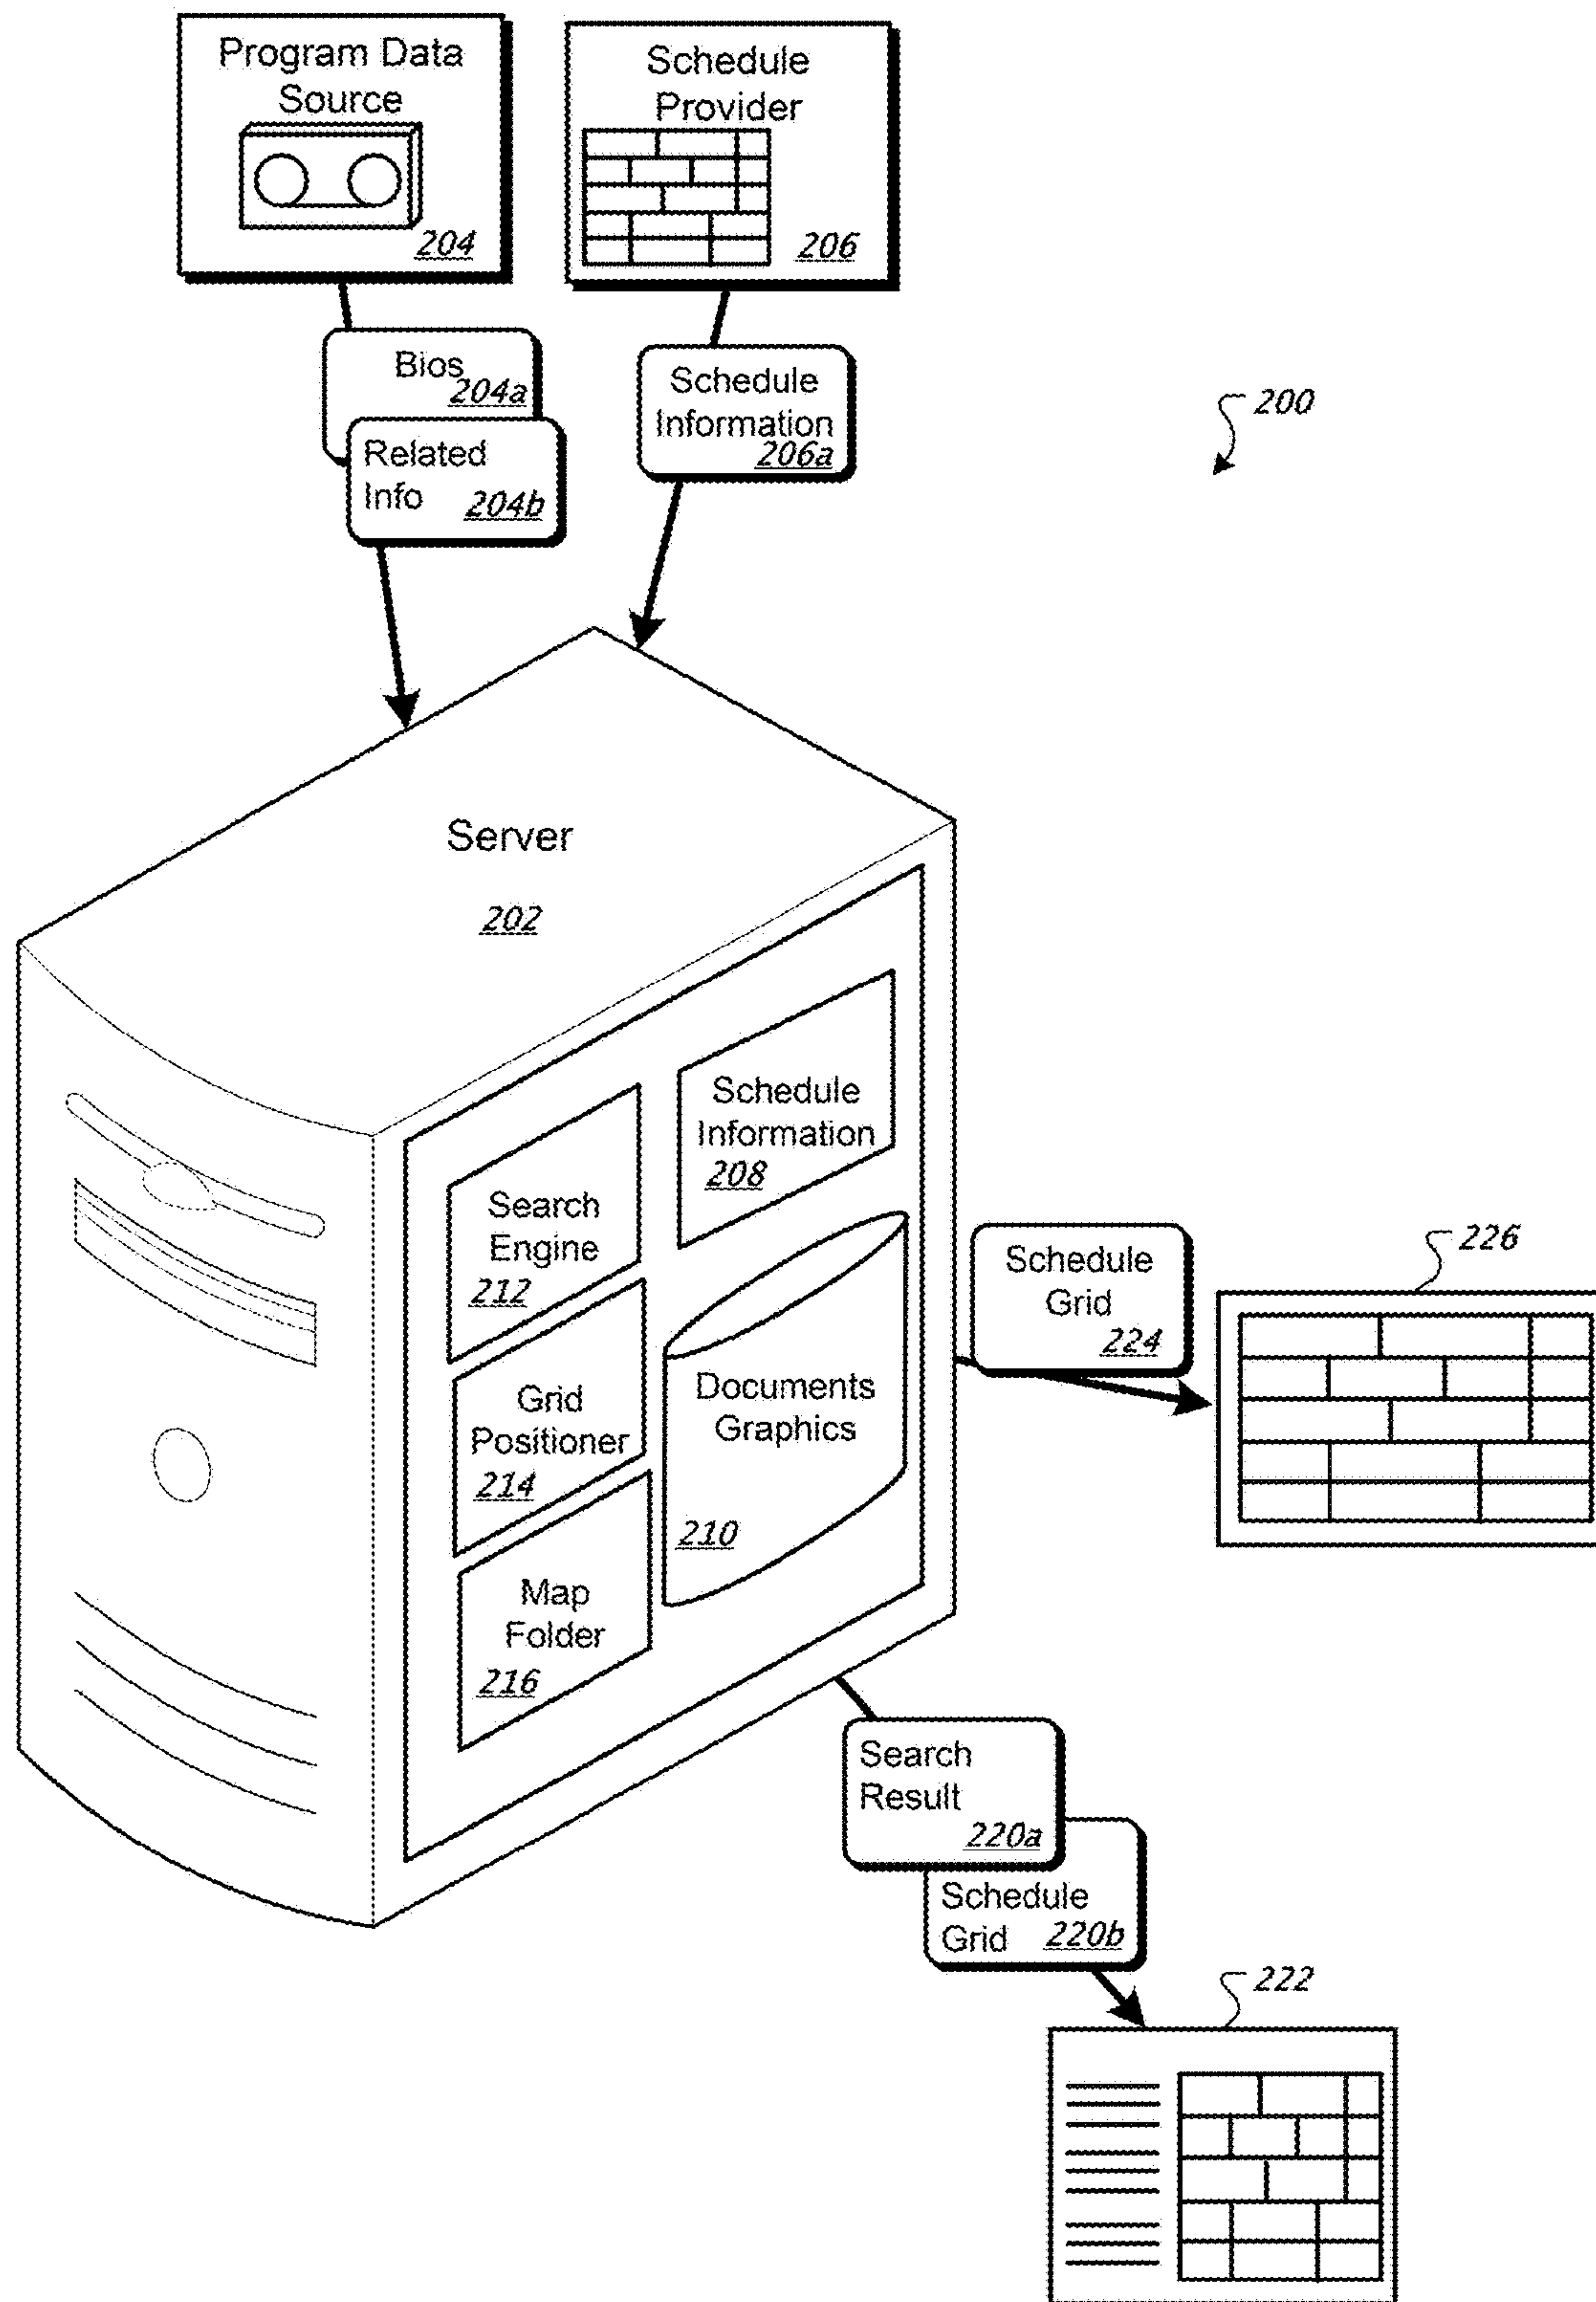 Program Data
Source
204
Schedule
Provider
206
Bios
204a
Related
Info
204b
Schedule
Information
206a
200
Server
202
Schedule
Information
208
Search
Engine
212
Grid
Positioner
214
Map
Folder
216
Documents
Graphics
210
Schedule
Grid
224
226
Search
Result
220a
Schedule
Grid 220b
222